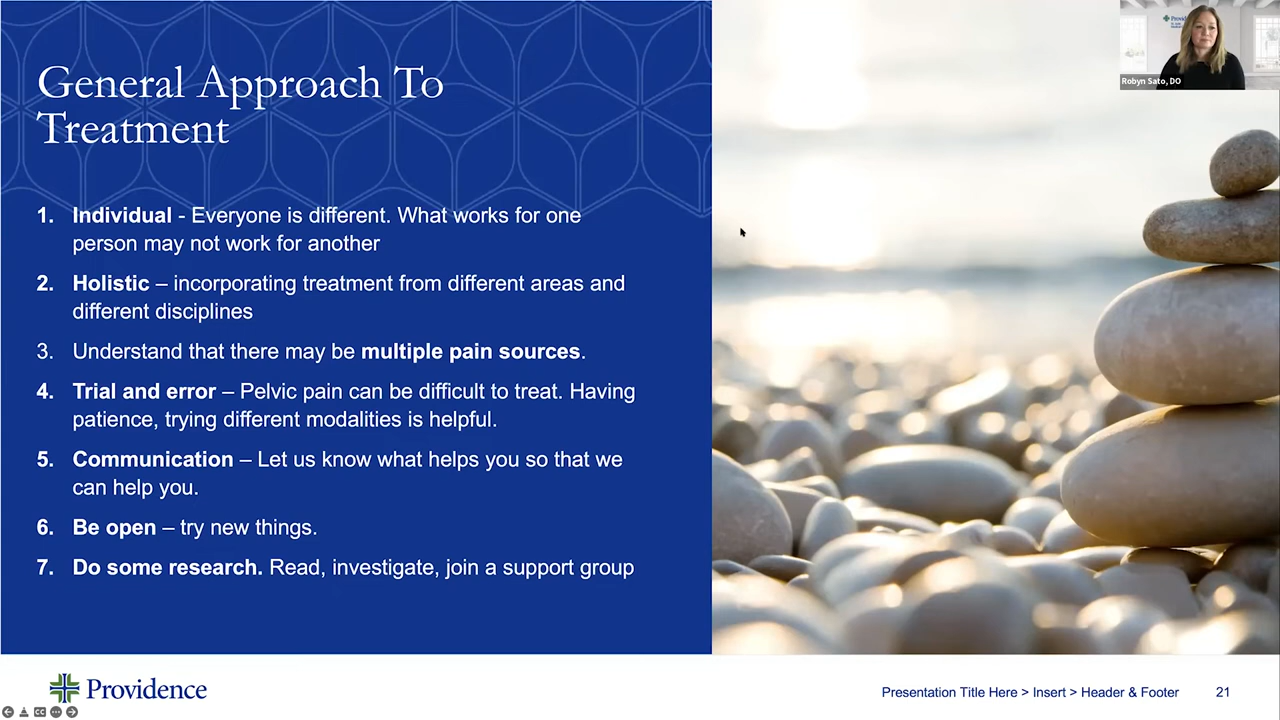 Robyn Sato, DO
General Approach To
Treatment
1. Individual - Everyone is different. What works for one
person may not work for another
2. Holistic – incorporating treatment from different areas and
different disciplines
3. Understand that there may be multiple pain sources.
4. Trial and error – Pelvic pain can be difficult to treat. Having
patience, trying different modalities is helpful.
5. Communication – Let us know what helps you so that we
can help you.
6. Be open – try new things.
7. Do some research. Read, investigate, join a support group
Providence
Presentation Title Here > Insert > Header & Footer 21
CC